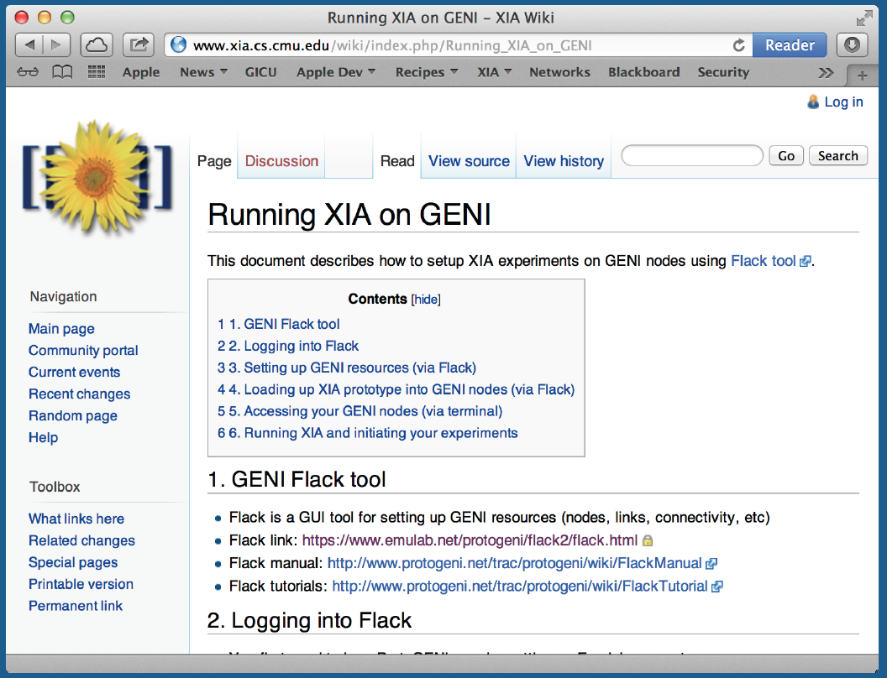 Running XIA on GENI – XIA Wiki
www.xia.cs.cmu.edu/wiki/index.php/Running_XIA_on_GENI
Reader
Apple News GICU Apple Dev Recipes XIA Networks Blackboard Security
Log in
Page Discussion Read View source View history Go Search
Running XIA on GENI
This document describes how to setup XIA experiments on GENI nodes using Flack tool.
Contents [hide]
1 1. GENI Flack tool
2 2. Logging into Flack
3 3. Setting up GENI resources (via Flack)
4 4. Loading up XIA prototype into GENI nodes (via Flack)
5 5. Accessing your GENI nodes (via terminal)
6 6. Running XIA and initiating your experiments
Navigation
Main page
Community portal
Current events
Recent changes
Random page
Help
Toolbox
What links here
Related changes
Special pages
Printable version
Permanent link
1. GENI Flack tool
• Flack is a GUI tool for setting up GENI resources (nodes, links, connectivity, etc)
• Flack link: https://www.emulab.net/protogeni/flack2/flack.html
• Flack manual: http://www.protogeni.net/trac/protogeni/wiki/FlackManual
• Flack tutorials: http://www.protogeni.net/trac/protogeni/wiki/FlackTutorial
2. Logging into Flack